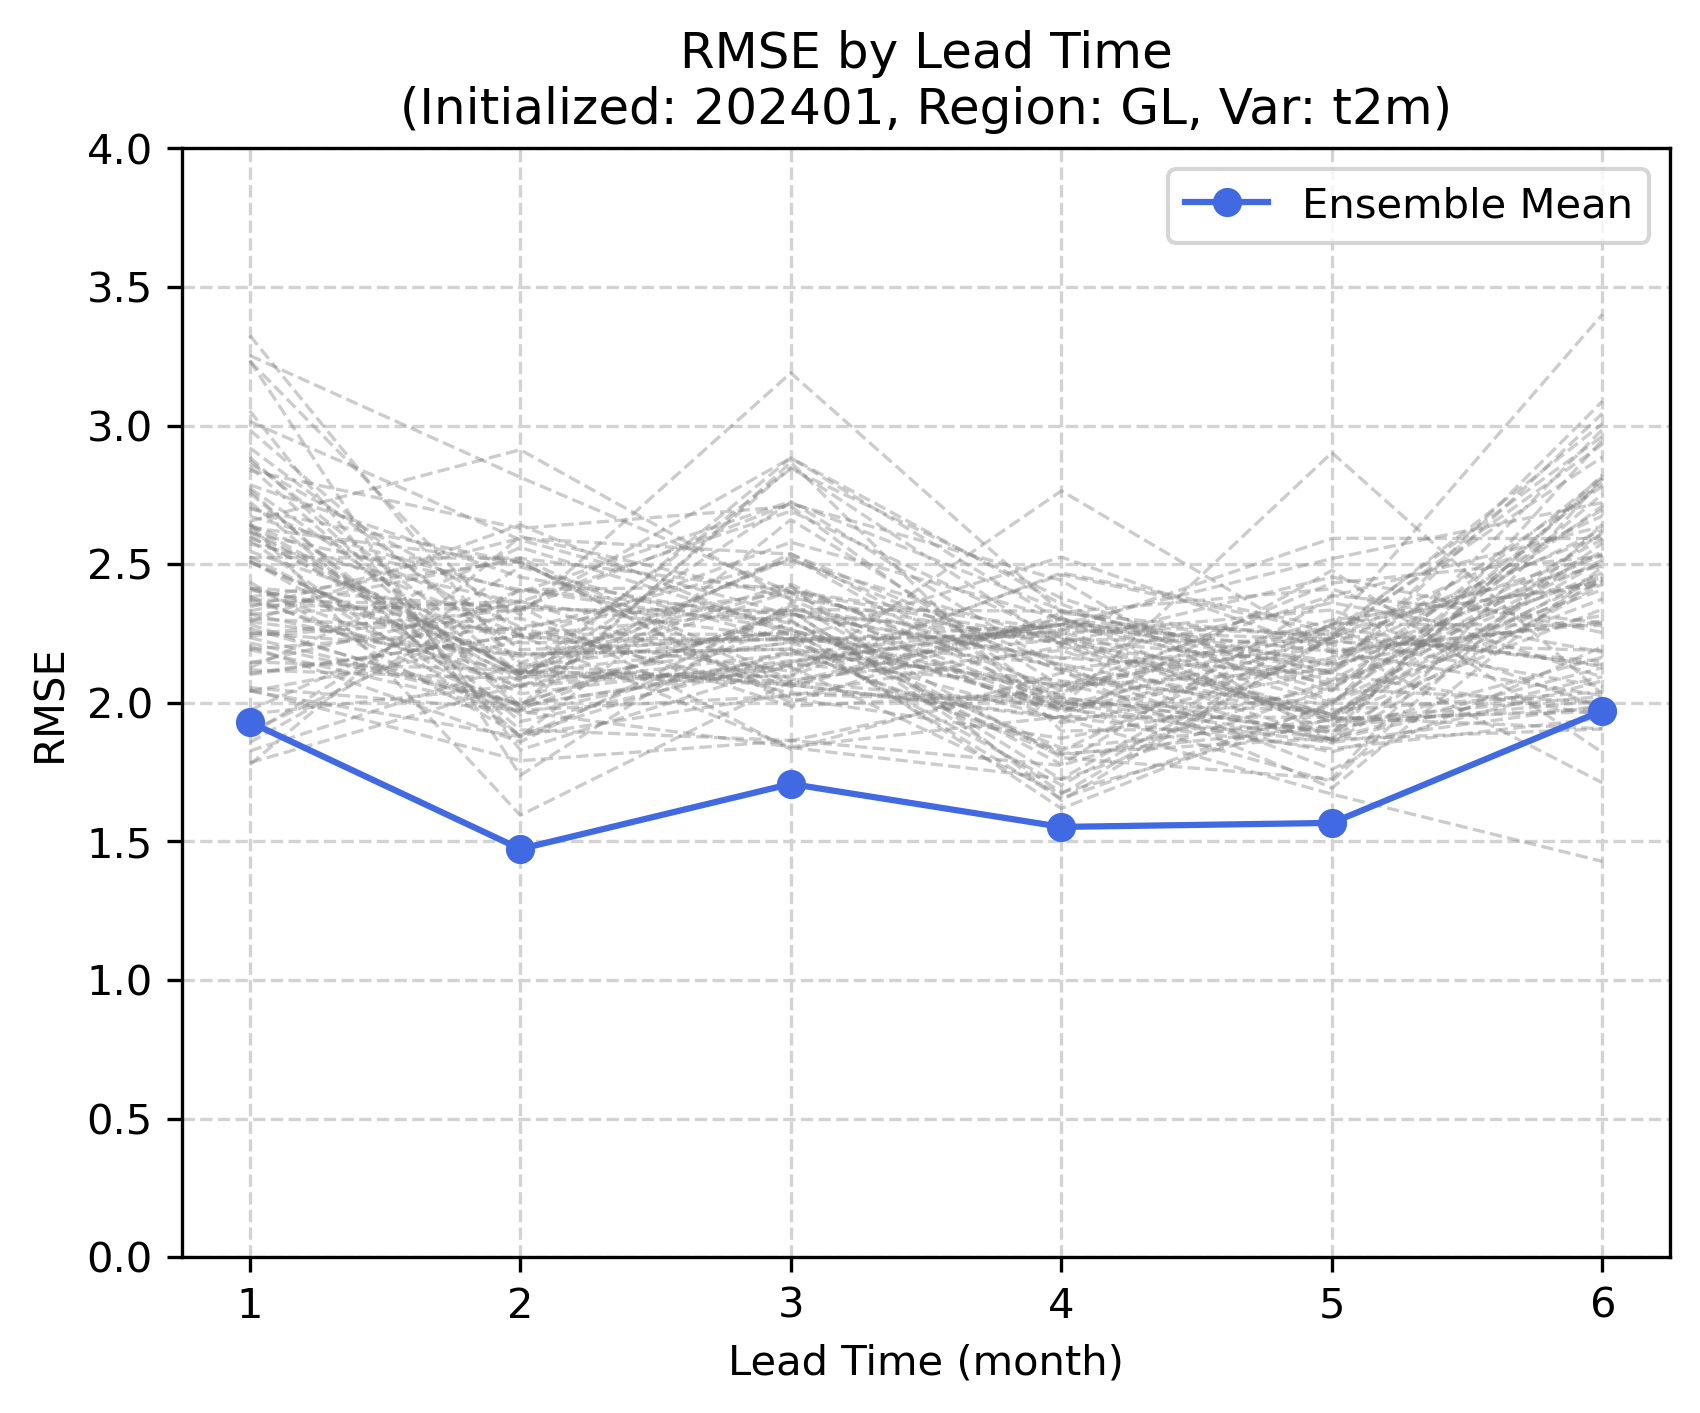 RMSE by Lead Time
(Initialized: 202401, Region: GL, Var: t2m)
Ensemble Mean
RMSE
4.0
3.5
3.0
2.5
2.0
1.5
1.0
0.5
0.0
1 2 3 4 5 6
Lead Time (month)